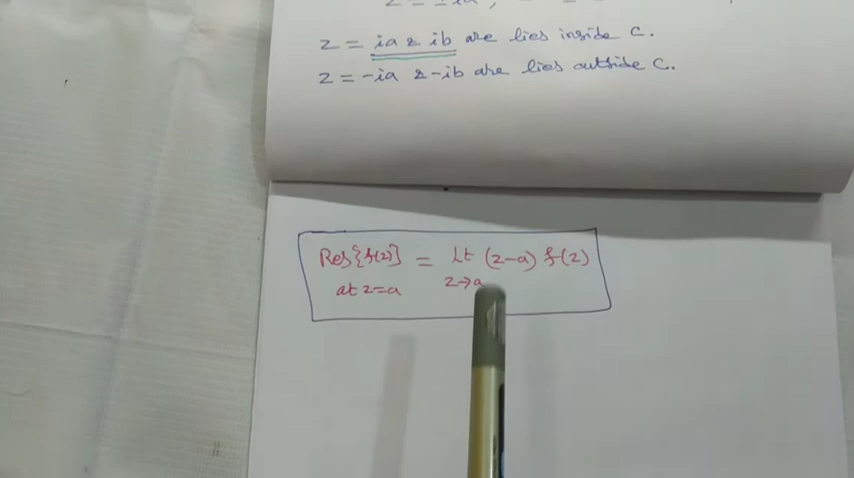 z = ia & ib are lies inside C.
z = -ia & -ib are lies outside C.
Res{f(z)} = Lt (z-a) f(z)
at z=a z→a